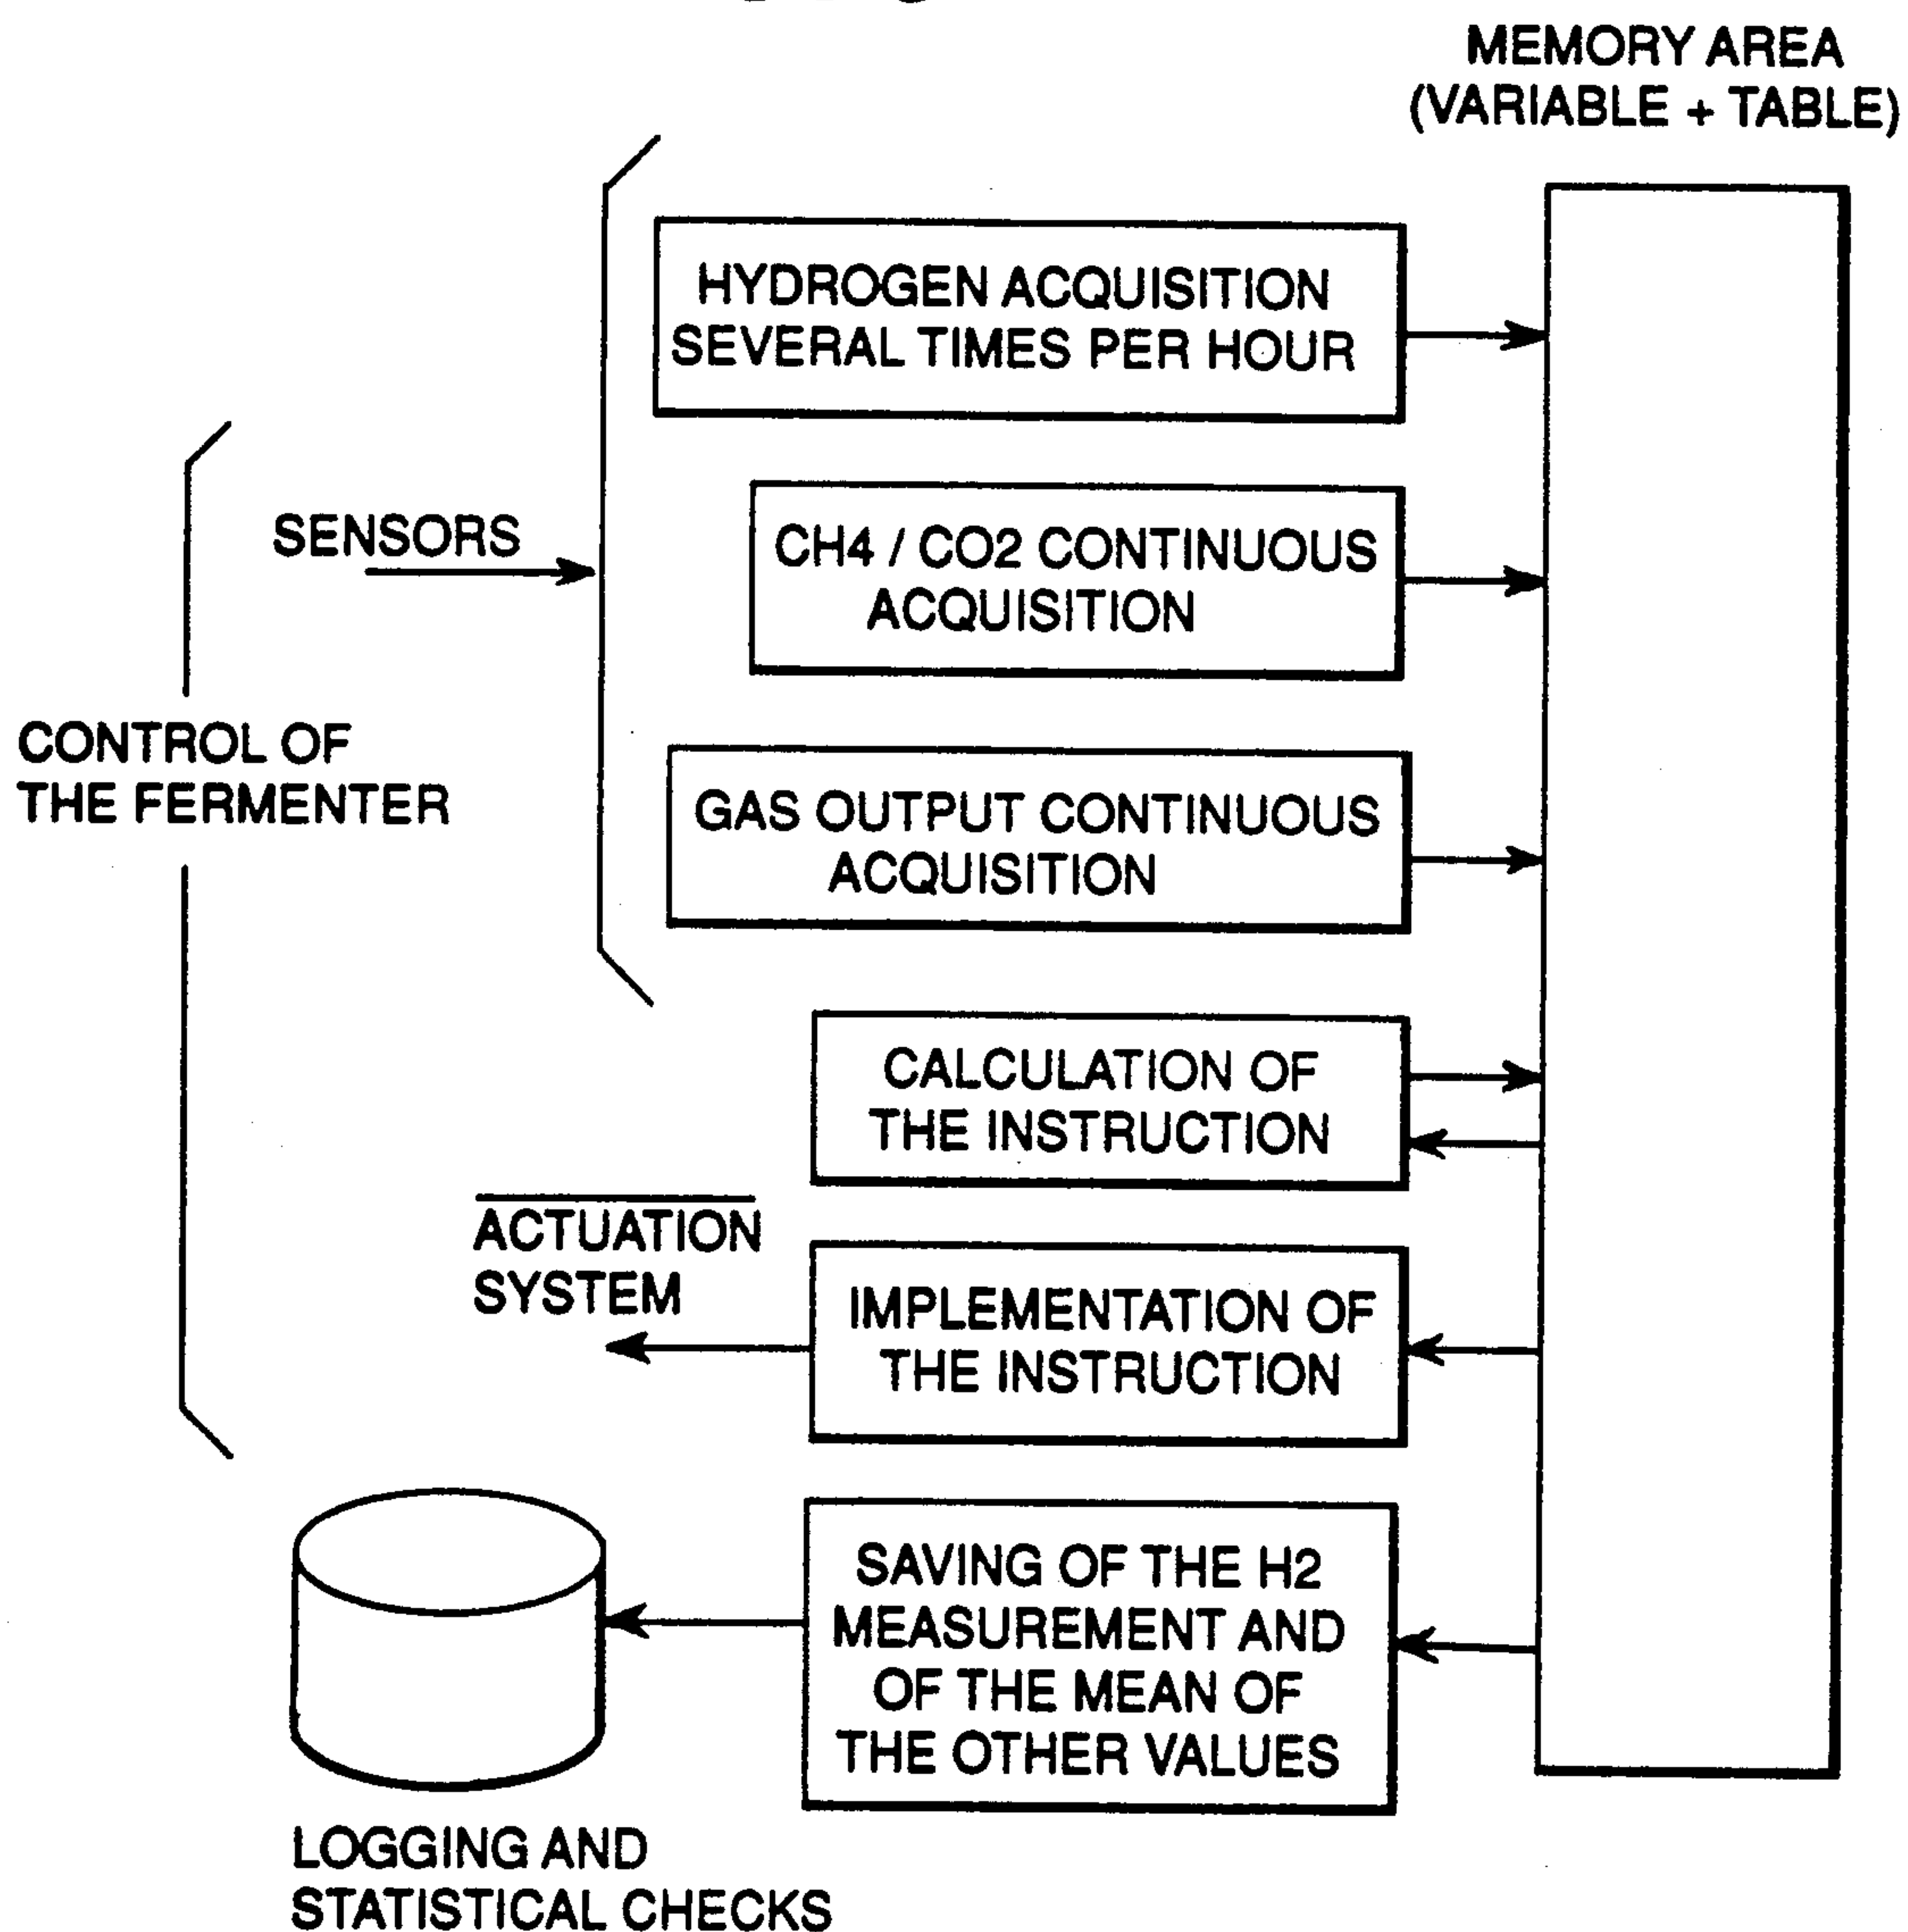 MEMORY AREA
(VARIABLE + TABLE)
HYDROGEN ACQUISITION
SEVERAL TIMES PER HOUR
SENSORS
CH4 / CO2 CONTINUOUS
ACQUISITION
CONTROL OF
THE FERMENTER
GAS OUTPUT CONTINUOUS
ACQUISITION
CALCULATION OF
THE INSTRUCTION
ACTUATION
SYSTEM
IMPLEMENTATION OF
THE INSTRUCTION
SAVING OF THE H2
MEASUREMENT AND
OF THE MEAN OF
THE OTHER VALUES
LOGGING AND
STATISTICAL CHECKS